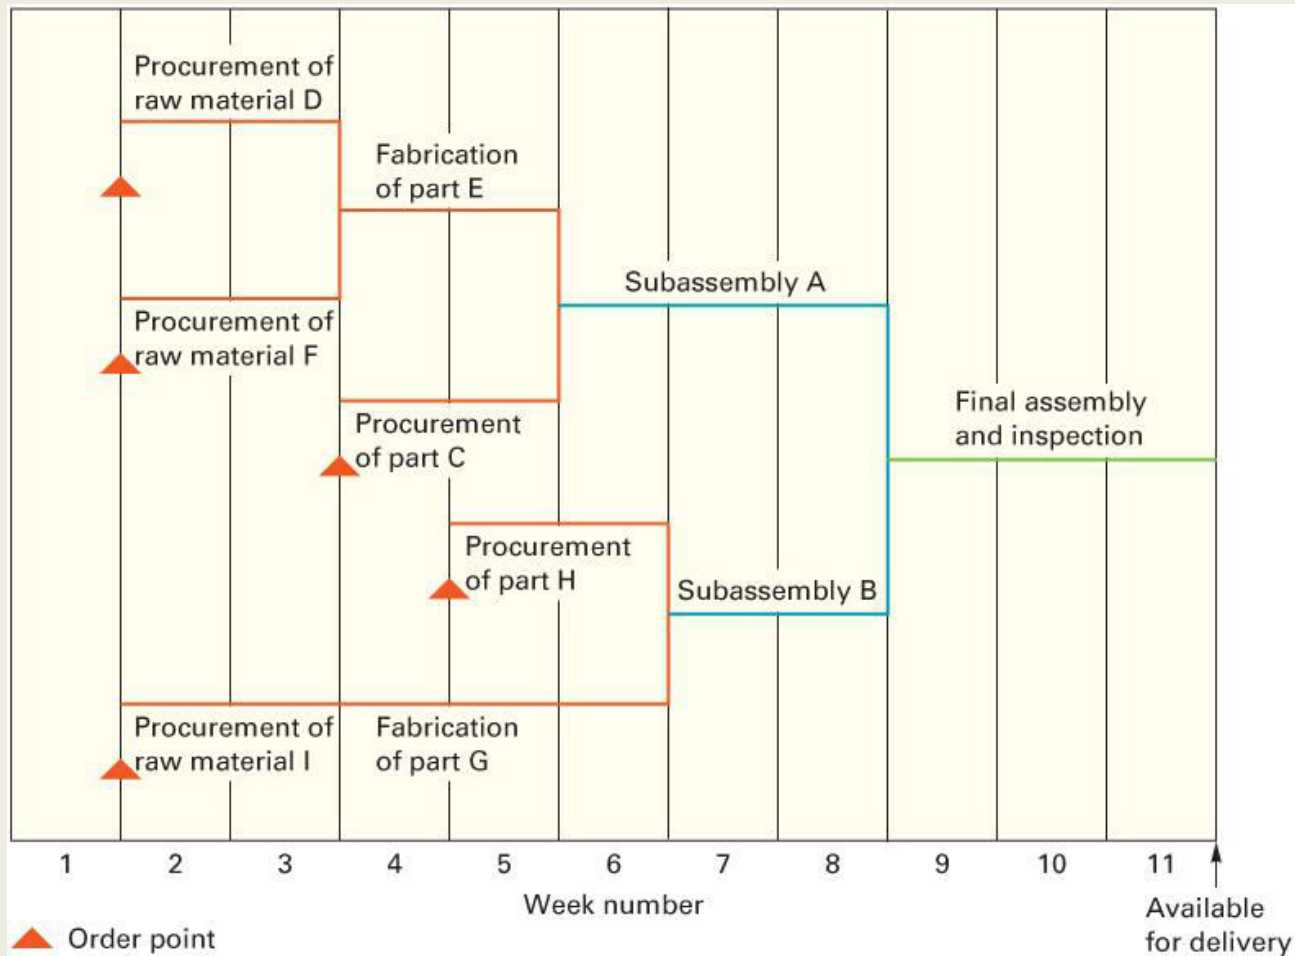 Procurement of
raw material D
Fabrication
of part E
Subassembly A
Procurement of
raw material F
Final assembly
and inspection
Procurement
of part C
Procurement
of part H
Subassembly B
Procurement of
raw material I
Fabrication
of part G
1 2 3 4 5 6 7 8 9 10 11
Week number
Available
for delivery
Order point